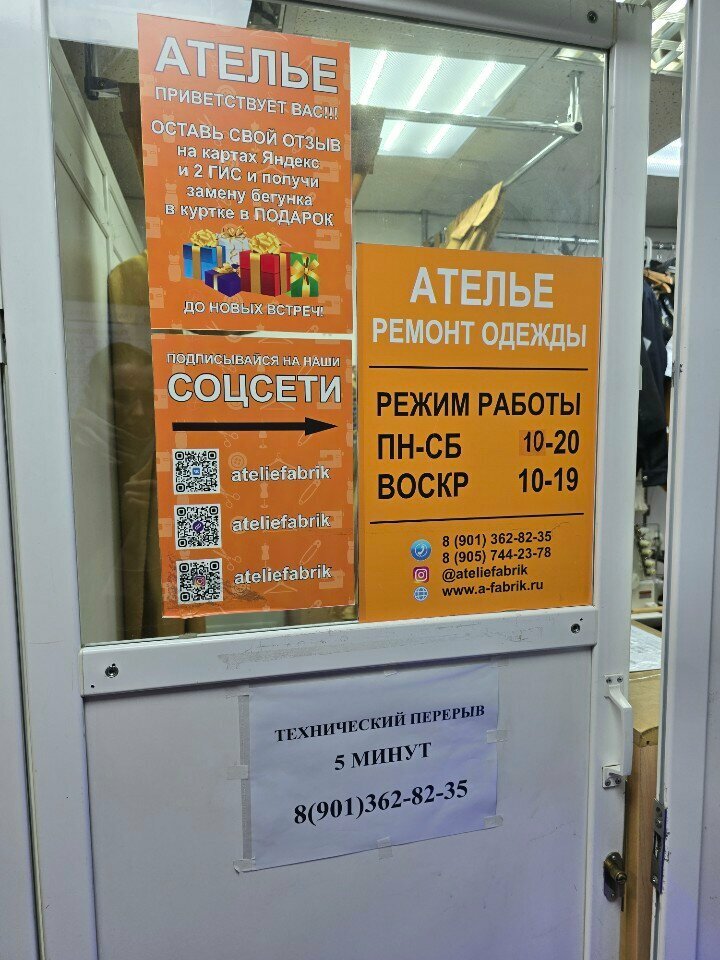 АТЕЛЬЕ
ПРИВЕТСТВУЕТ ВАС!!!
ОСТАВЬ СВОЙ ОТЗЫВ
на картах Яндекс
и 2 ГИС и получи
замену бегунка
в куртке в ПОДАРОК
ДО НОВЫХ ВСТРЕЧ!
ПОДПИСЫВАЙСЯ НА НАШИ
СОЦСЕТИ
ateliefabrik
ateliefabrik
ateliefabrik
АТЕЛЬЕ
РЕМОНТ ОДЕЖДЫ
РЕЖИМ РАБОТЫ
ПН-СБ 10-20
ВОСКР 10-19
8 (901) 362-82-35
8 (905) 744-23-78
@ateliefabrik
www.a-fabrik.ru
ТЕХНИЧЕСКИЙ ПЕРЕРЫВ
5 МИНУТ
8(901)362-82-35